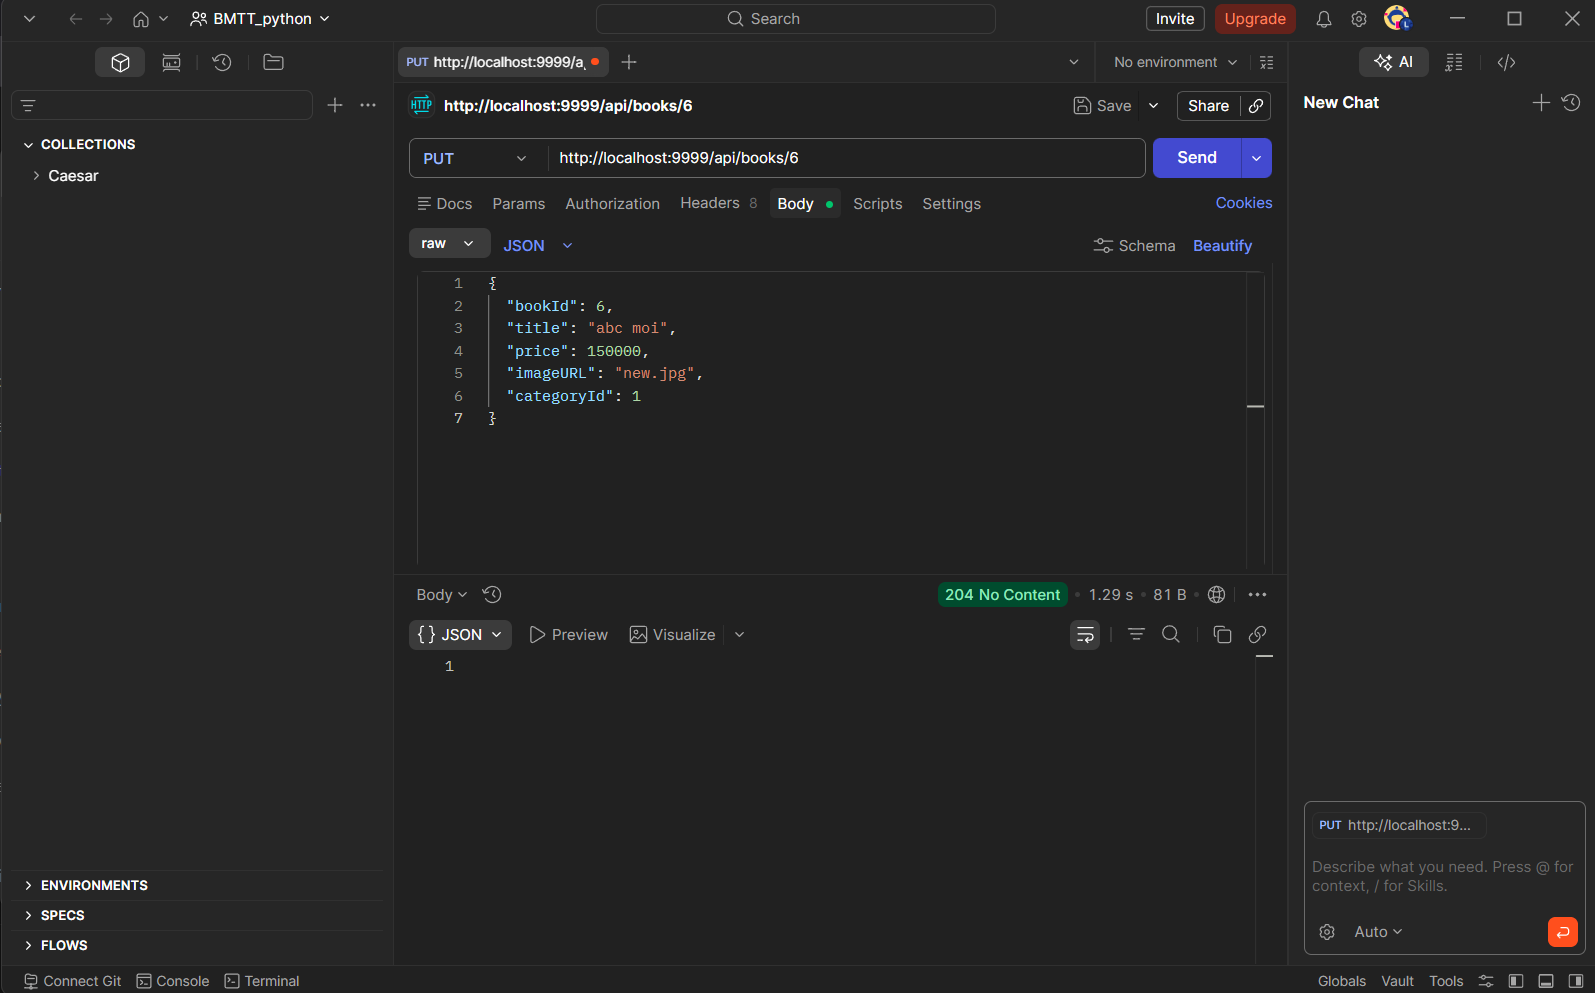 BMTT_python
Search
Invite
Upgrade
L
PUT http://localhost:9999/a
No environment
AI
HTTP http://localhost:9999/api/books/6
Save
Share
New Chat
COLLECTIONS
Caesar
PUT
http://localhost:9999/api/books/6
Send
Docs
Params
Authorization
Headers 8
Body
Scripts
Settings
Cookies
raw
JSON
Schema
Beautify
1 {
2 "bookId": 6,
3 "title": "abc moi",
4 "price": 150000,
5 "imageURL": "new.jpg",
6 "categoryId": 1
7 }
Body
204 No Content • 1.29 s • 81 B •
{} JSON
Preview
Visualize
1
PUT http://localhost:9...
Describe what you need. Press @ for
context, / for Skills.
Auto
ENVIRONMENTS
SPECS
FLOWS
Connect Git
Console
Terminal
Globals
Vault
Tools